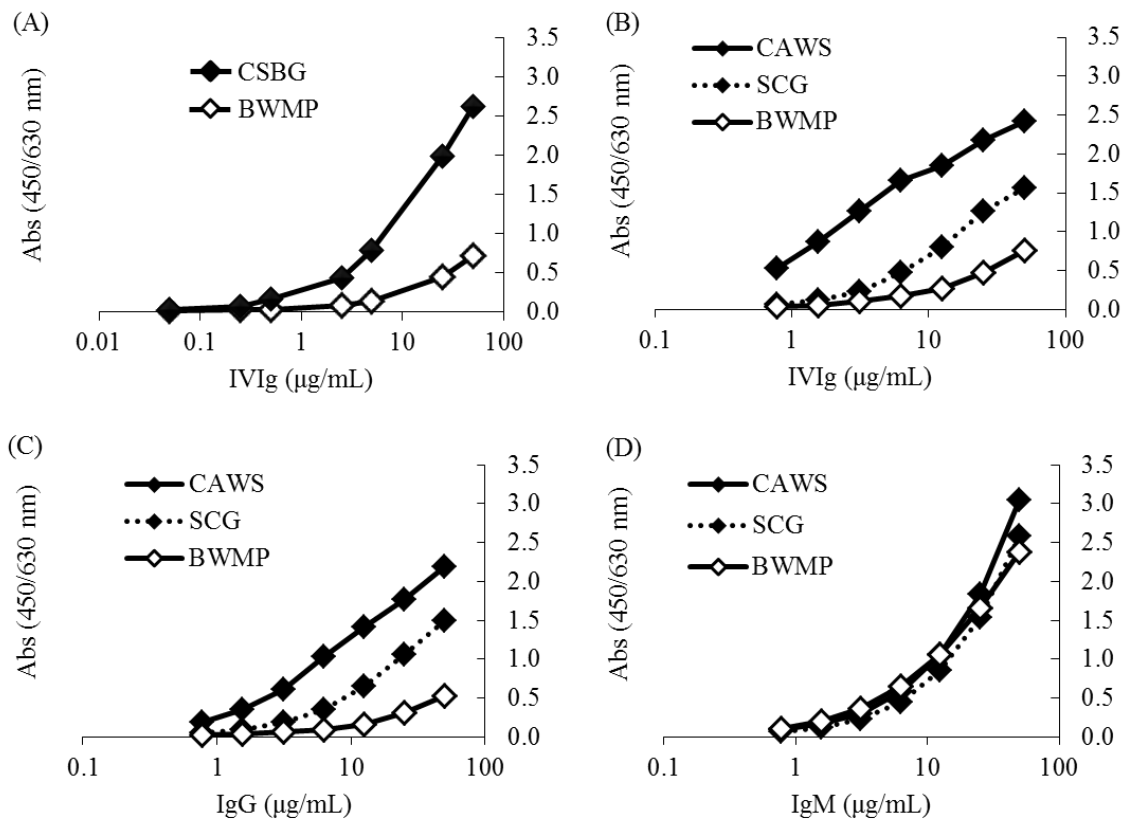 (A)
CSBG
BWMP
Abs (450/630 nm)
3.5
3.0
2.5
2.0
1.5
1.0
0.5
0.0
0.01 0.1 1 10 100
IVIg (μg/mL)
(B)
CAWS
SCG
BWMP
Abs (450/630 nm)
3.5
3.0
2.5
2.0
1.5
1.0
0.5
0.0
0.1 1 10 100
IVIg (μg/mL)
(C)
CAWS
SCG
BWMP
Abs (450/630 nm)
3.5
3.0
2.5
2.0
1.5
1.0
0.5
0.0
0.1 1 10 100
IgG (μg/mL)
(D)
CAWS
SCG
BWMP
Abs (450/630 nm)
3.5
3.0
2.5
2.0
1.5
1.0
0.5
0.0
0.1 1 10 100
IgM (μg/mL)